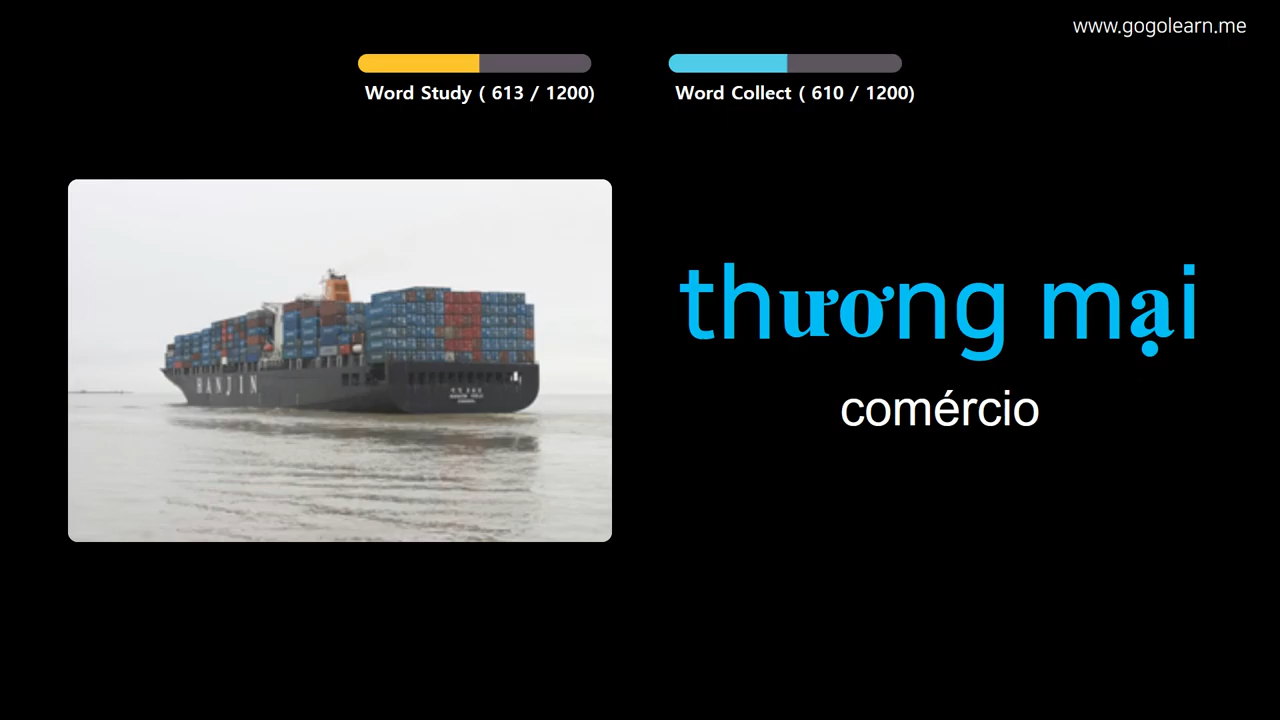 www.gogolearn.me
Word Study ( 613 / 1200)
Word Collect ( 610 / 1200)
thương mại
comércio
HANJIN